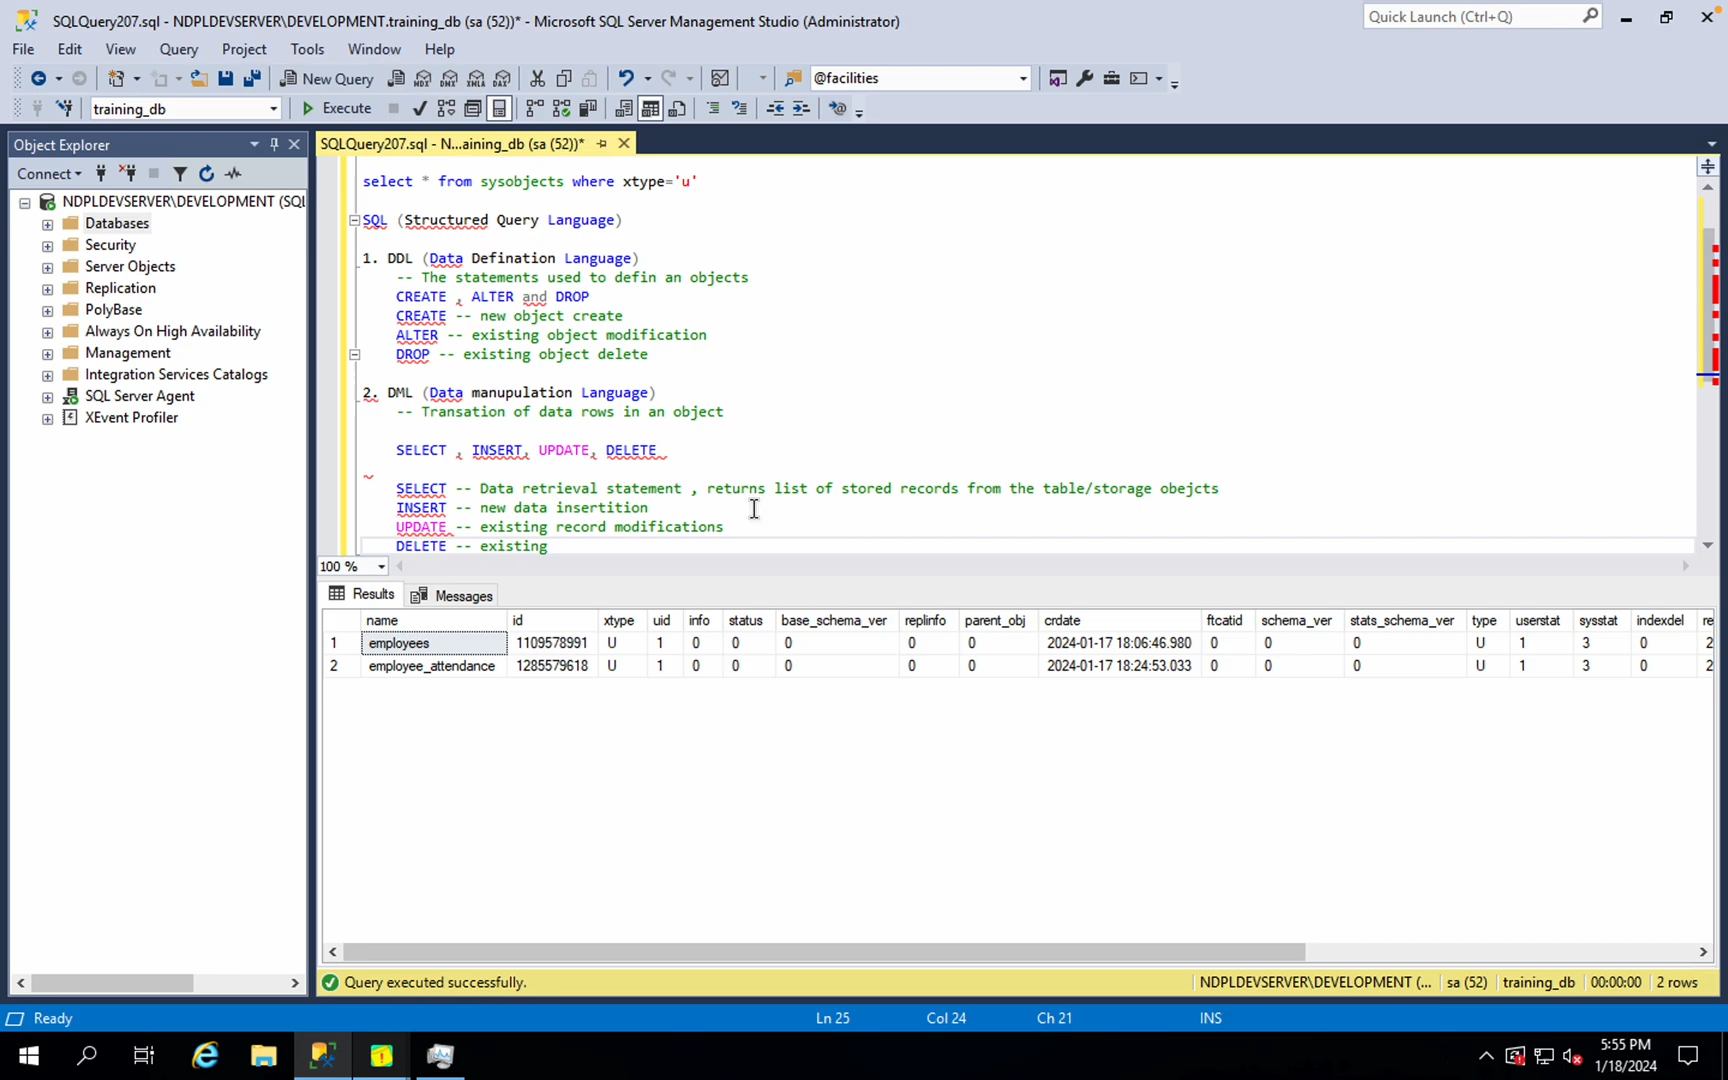 SQLQuery207.sql - NDPLDEVSERVER\DEVELOPMENT.training_db (sa (52))* - Microsoft SQL Server Management Studio (Administrator)
Quick Launch (Ctrl+Q)
File Edit View Query Project Tools Window Help
New Query MDX DMX XMLA DAX @facilities
training_db Execute
Object Explorer
Connect
NDPLDEVSERVER\DEVELOPMENT (SQL
Databases
Security
Server Objects
Replication
PolyBase
Always On High Availability
Management
Integration Services Catalogs
SQL Server Agent
XEvent Profiler
SQLQuery207.sql - N...aining_db (sa (52))*
select * from sysobjects where xtype='u'
SQL (Structured Query Language)
1. DDL (Data Defination Language)
-- The statements used to defin an objects
CREATE , ALTER and DROP
CREATE -- new object create
ALTER -- existing object modification
DROP -- existing object delete
2. DML (Data manupulation Language)
-- Transation of data rows in an object
SELECT , INSERT, UPDATE, DELETE
SELECT -- Data retrieval statement , returns list of stored records from the table/storage obejcts
INSERT -- new data insertition
UPDATE -- existing record modifications
DELETE -- existing
100 %
Results Messages
name id xtype uid info status base_schema_ver replinfo parent_obj crdate ftcatid schema_ver stats_schema_ver type userstat sysstat indexdel re
1 employees 1109578991 U 1 0 0 0 0 0 2024-01-17 18:06:46.980 0 0 0 U 1 3 0 2
2 employee_attendance 1285579618 U 1 0 0 0 0 0 2024-01-17 18:24:53.033 0 0 0 U 1 3 0 2
Query executed successfully. NDPLDEVSERVER\DEVELOPMENT (... sa (52) training_db 00:00:00 2 rows
Ready Ln 25 Col 24 Ch 21 INS
5:55 PM
1/18/2024